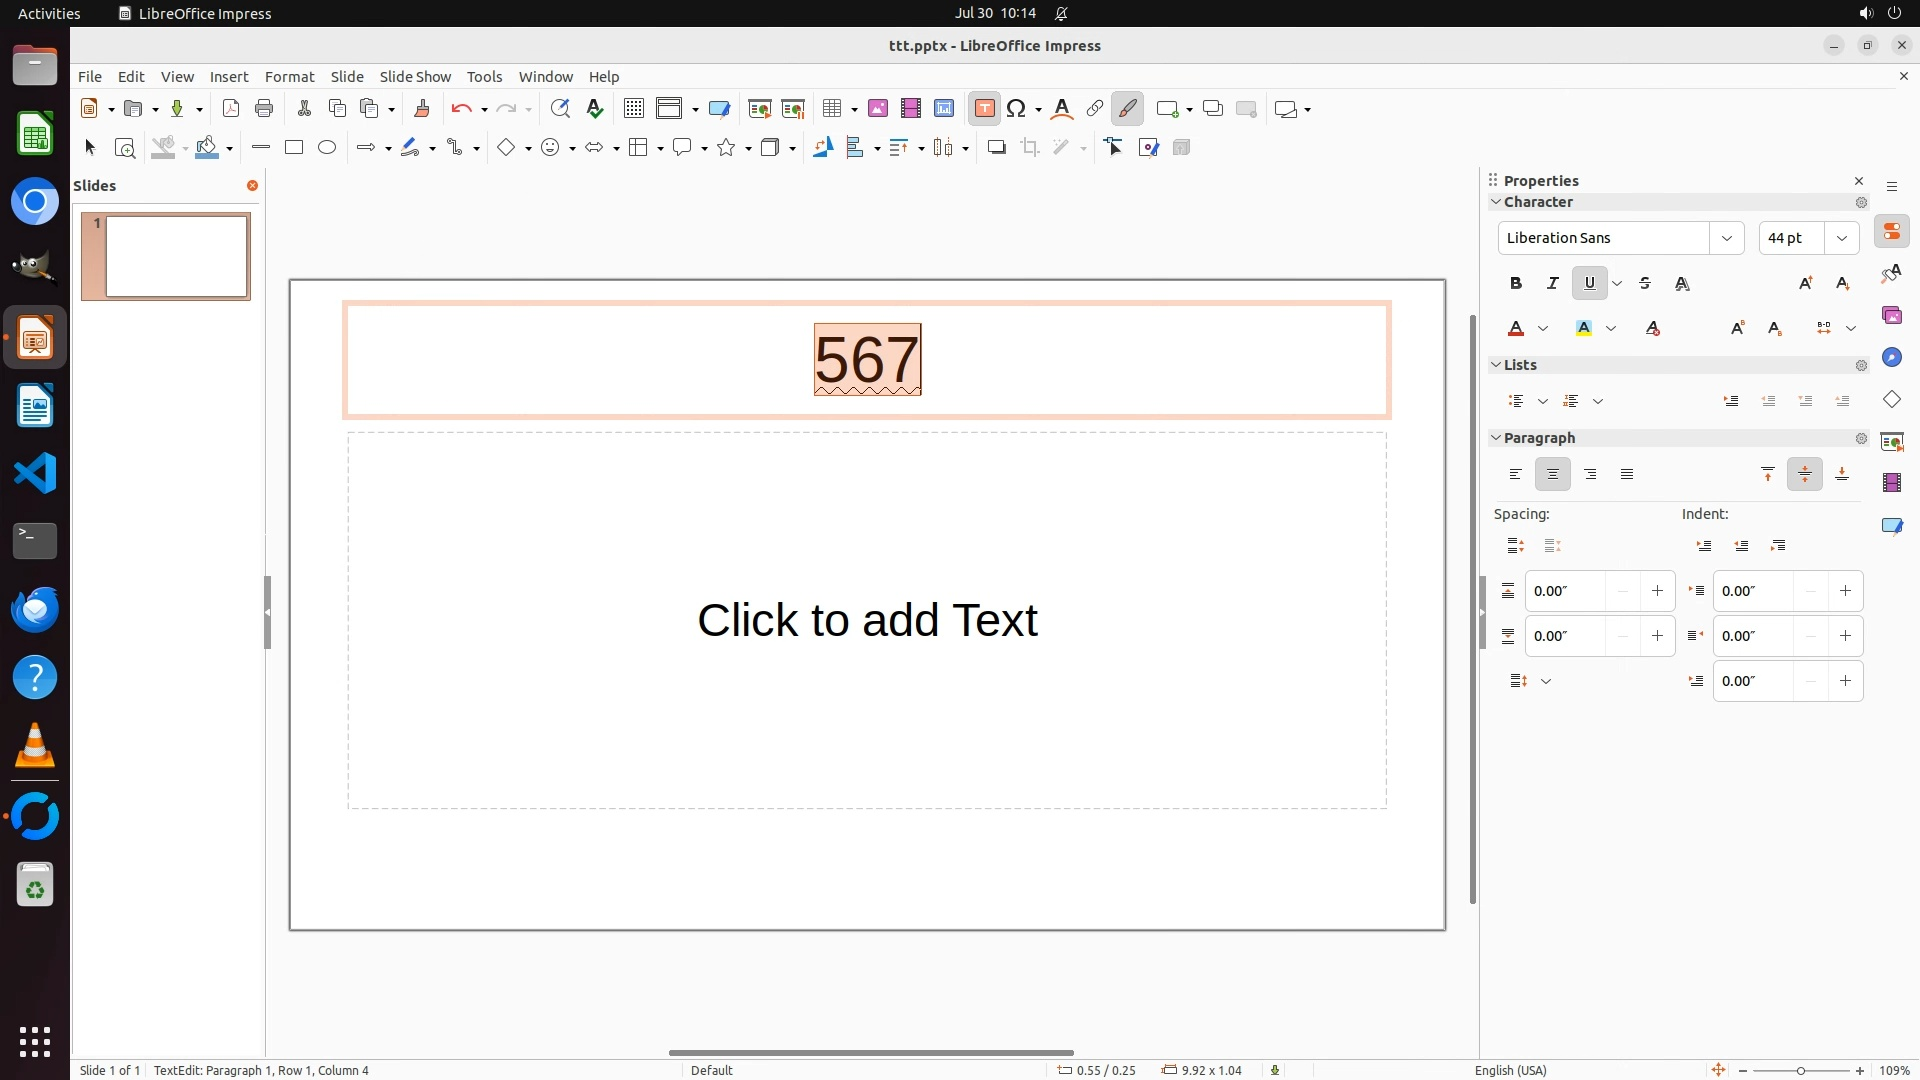 Activities
LibreOffice Impress
Jul 30 10:14
ttt.pptx - LibreOffice Impress
File Edit View Insert Format Slide Slide Show Tools Window Help
Slides
1
567
Click to add Text
Properties
Character
Liberation Sans
44 pt
Lists
Paragraph
Spacing:
Indent:
0.00″
0.00″
0.00″
0.00″
0.00″
Slide 1 of 1
TextEdit: Paragraph 1, Row 1, Column 4
Default
0.55 / 0.25
9.92 x 1.04
English (USA)
109%